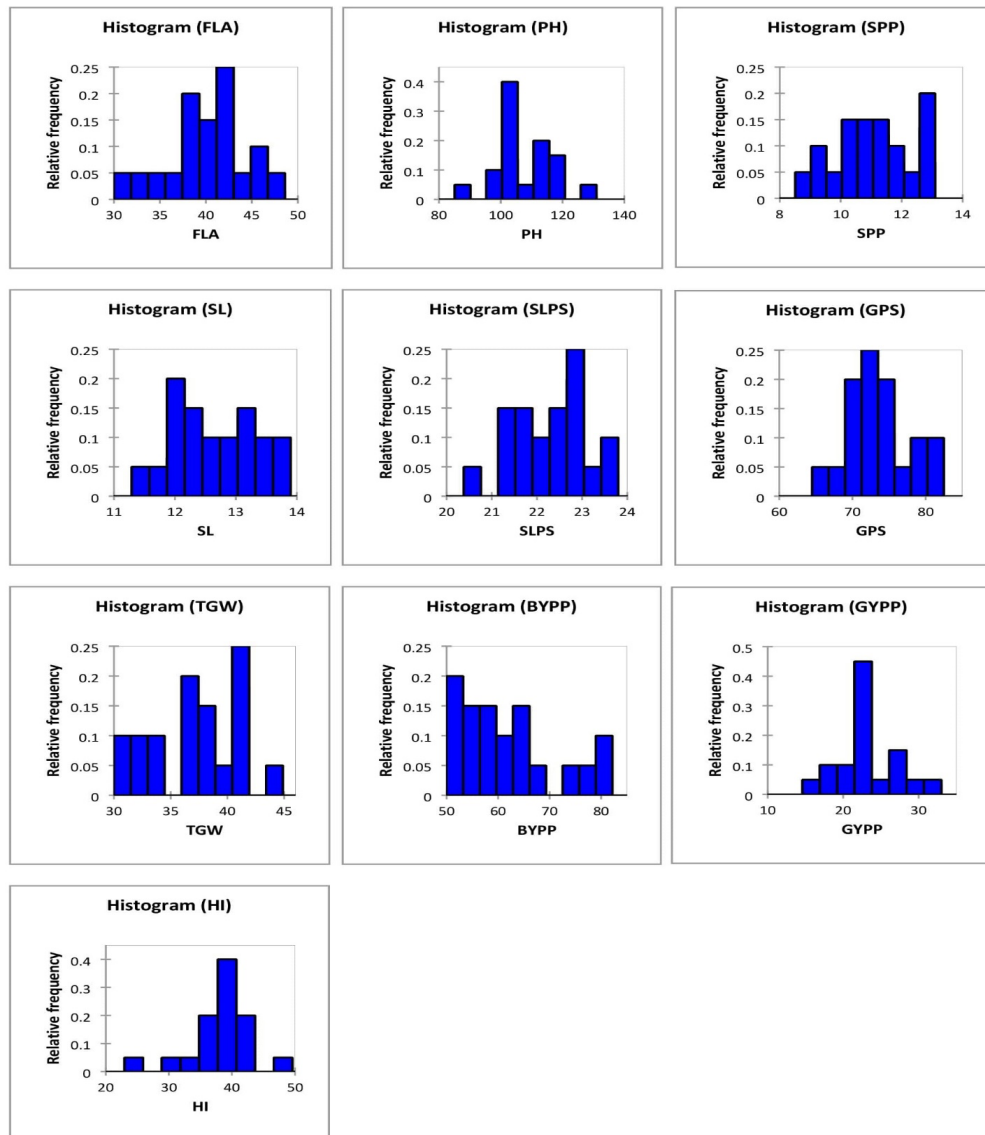 Histogram (FLA)
Relative frequency
0.25
0.2
0.15
0.1
0.05
0
30 35 40 45 50
FLA
Histogram (PH)
Relative frequency
0.4
0.3
0.2
0.1
0
80 100 120 140
PH
Histogram (SPP)
Relative frequency
0.25
0.2
0.15
0.1
0.05
0
8 10 12 14
SPP
Histogram (SL)
Relative frequency
0.25
0.2
0.15
0.1
0.05
0
11 12 13 14
SL
Histogram (SLPS)
Relative frequency
0.25
0.2
0.15
0.1
0.05
0
20 21 22 23 24
SLPS
Histogram (GPS)
Relative frequency
0.25
0.2
0.15
0.1
0.05
0
60 70 80
GPS
Histogram (TGW)
Relative frequency
0.25
0.2
0.15
0.1
0.05
0
30 35 40 45
TGW
Histogram (BYPP)
Relative frequency
0.25
0.2
0.15
0.1
0.05
0
50 60 70 80
BYPP
Histogram (GYPP)
Relative frequency
0.5
0.4
0.3
0.2
0.1
0
10 20 30
GYPP
Histogram (HI)
Relative frequency
0.4
0.3
0.2
0.1
0
20 30 40 50
HI